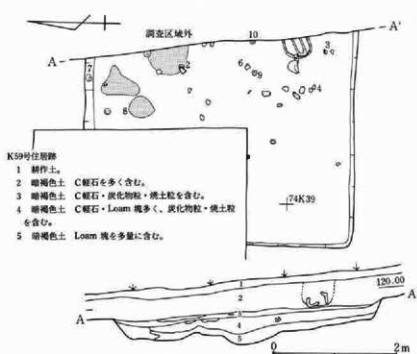 調査区域外
A
A'
10
3
6
9
2
4
7
8
K59号住居跡
1 耕作土。
2 暗褐色土 C軽石を多く含む。
3 暗褐色土 C軽石・炭化物粒・焼土粒を含む。
4 暗褐色土 C軽石・Loam塊多く、炭化物粒・焼土粒
を含む。
5 暗褐色土 Loam塊を多量に含む。
74K39
1
2
120.00
3
4
5
A
A'
0 2m